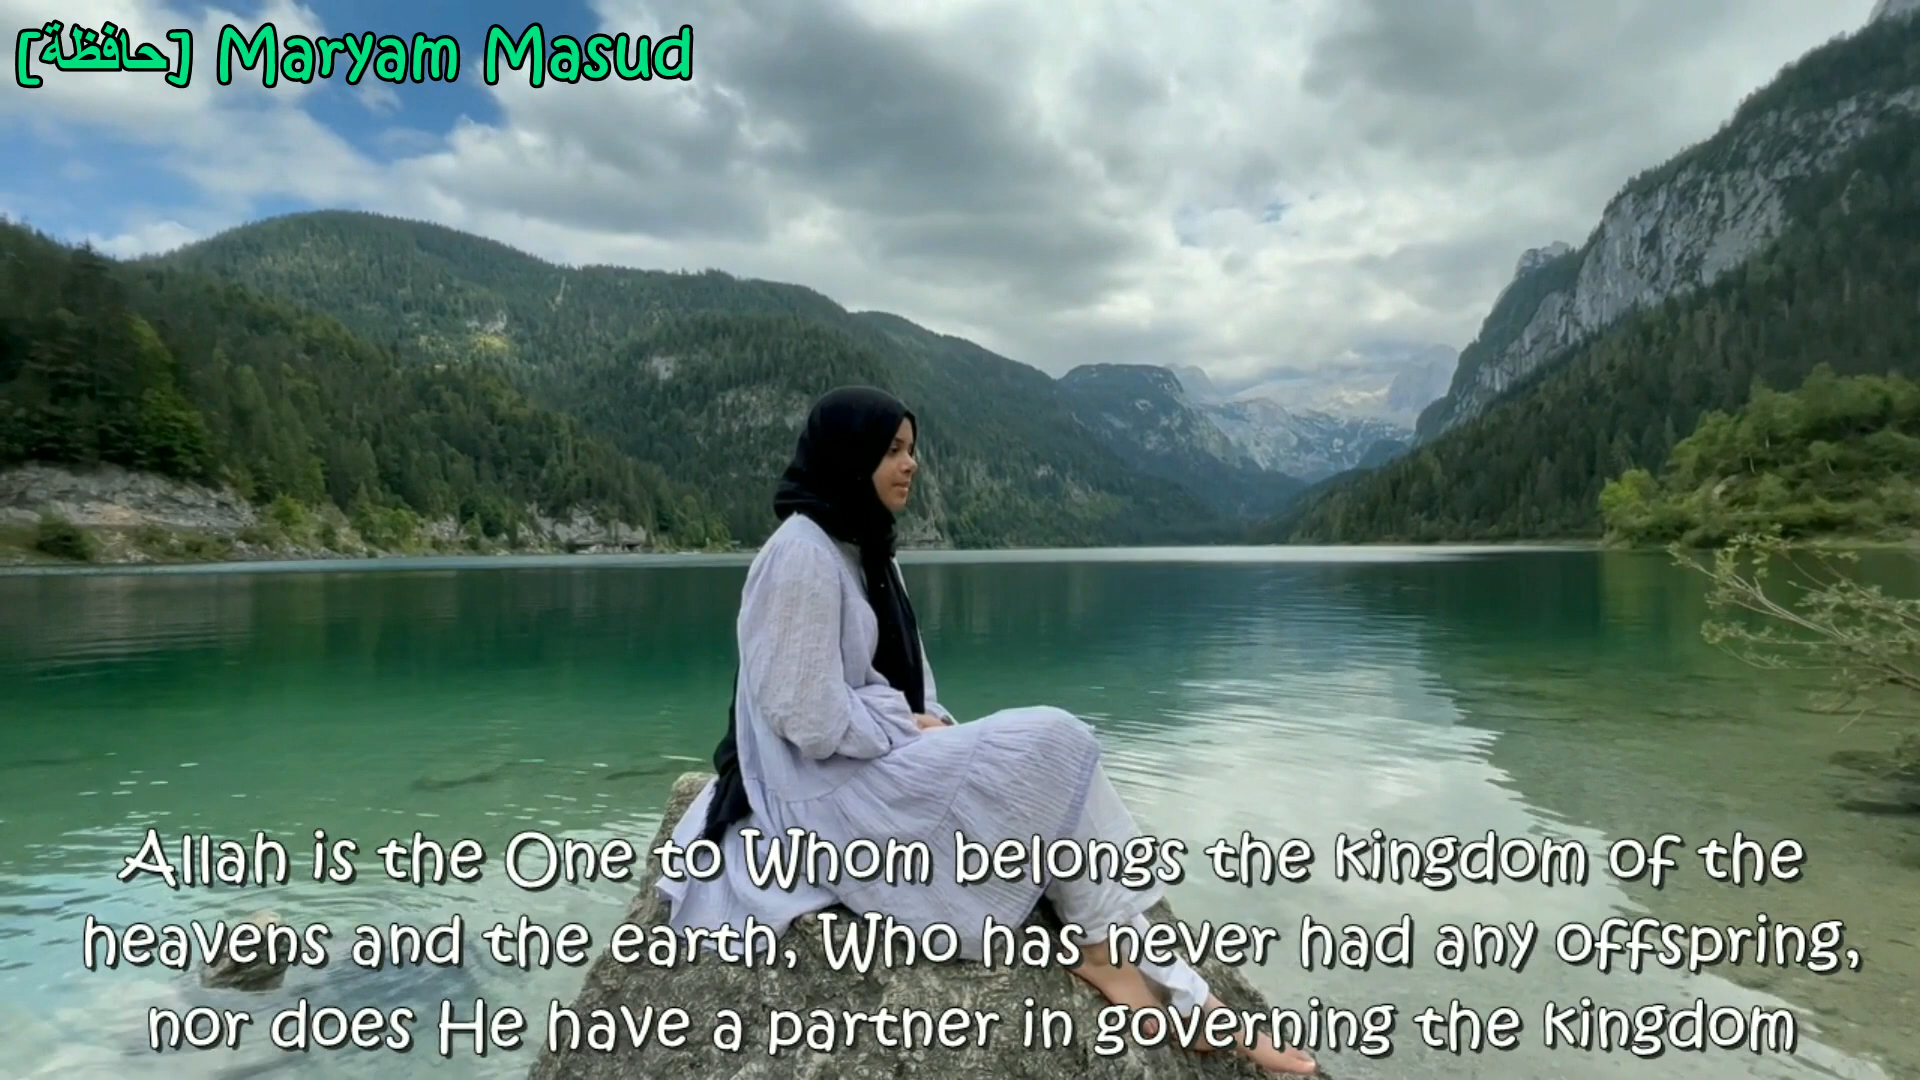 [حافظة] Maryam Masud
Allah is the One to Whom belongs the kingdom of the
heavens and the earth, Who has never had any offspring,
nor does He have a partner in governing the kingdom